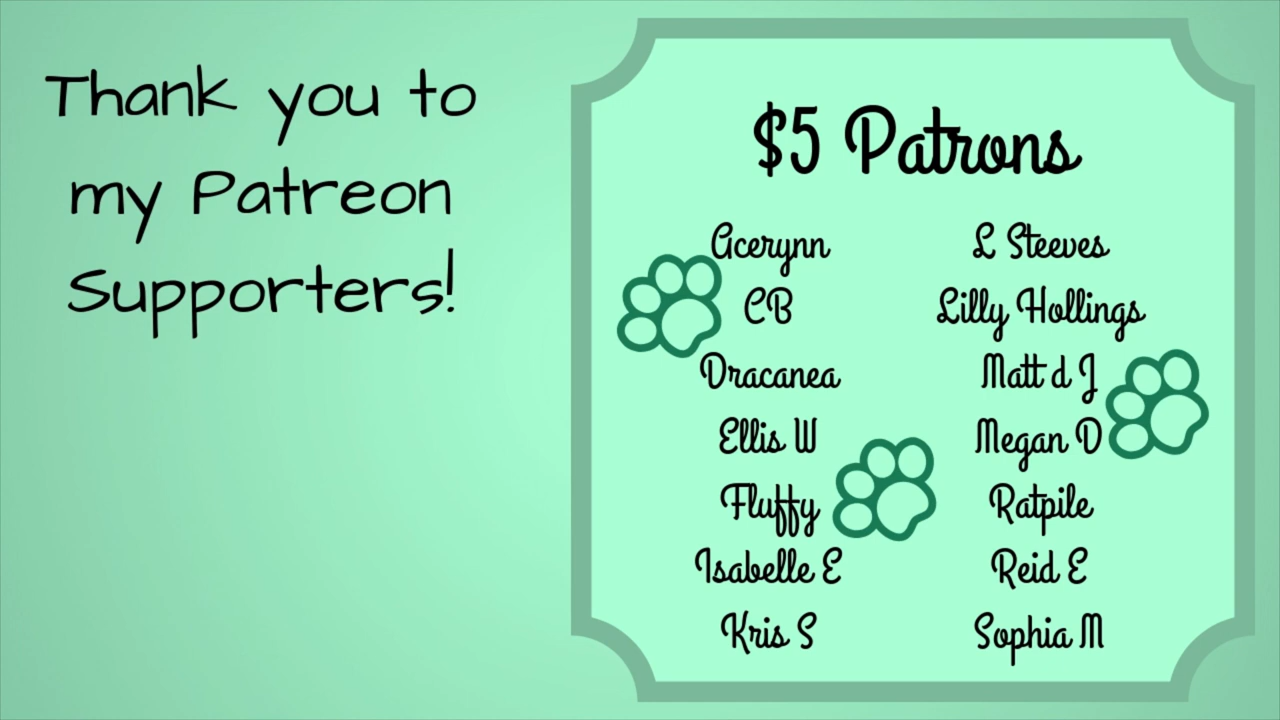 Thank you to
my Patreon
Supporters!
$5 Patrons
Acerynn
CB
Dracanea
Ellis W
Fluffy
Isabelle E
Kris S
L Steeves
Lilly Hollings
Matt d J
Megan D
Ratpile
Reid E
Sophia M